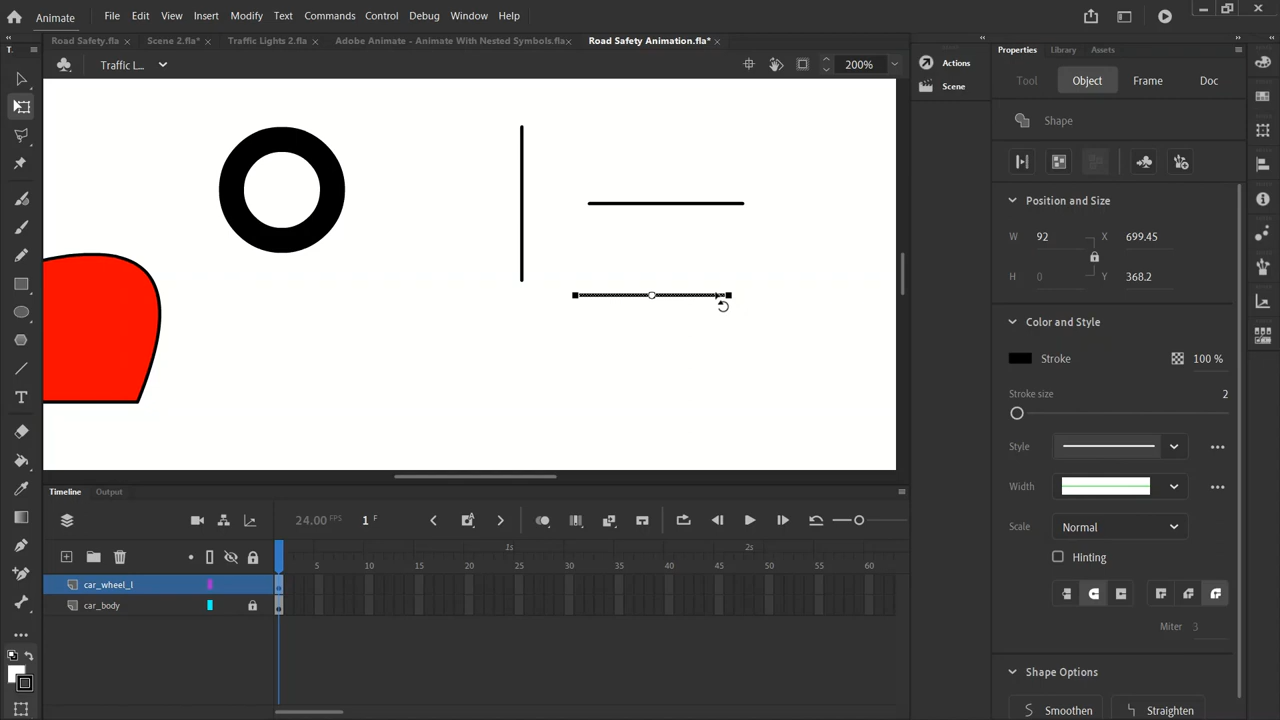 Animate File Edit View Insert Modify Text Commands Control Debug Window Help
Road Safety.fla × Scene 2.fla* × Traffic Lights 2.fla × Adobe Animate - Animate With Nested Symbols.fla× Road Safety Animation.fla* ×
T..
Traffic L... 200%
Actions
Scene
Properties Library Assets
Tool Object Frame Doc
Shape
Position and Size
W 92 X 699.45
H 0 Y 368.2
Color and Style
Stroke 100 %
Stroke size 2
Style
Width
Scale Normal
Hinting
Miter 3
Shape Options
Smoothen Straighten
Timeline Output
24.00 FPS 1 F
1s 2s
5 10 15 20 25 30 35 40 45 50 55 60
car_wheel_l
car_body